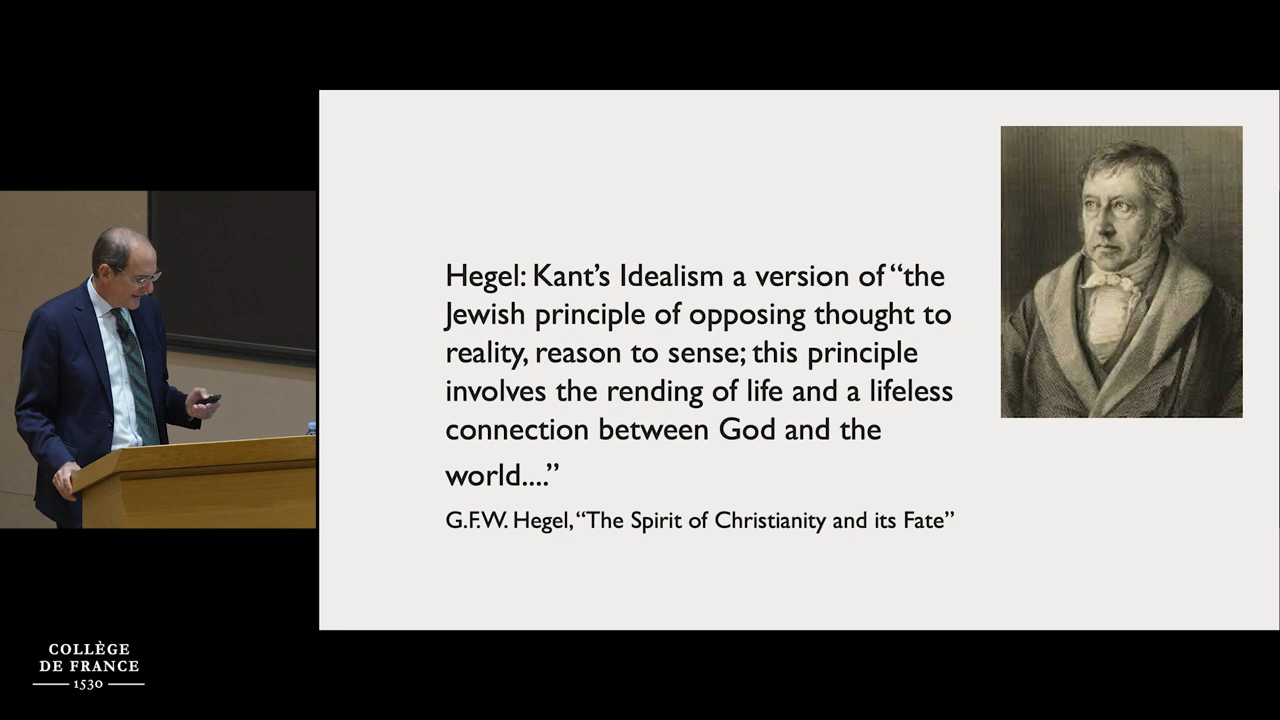 Hegel: Kant’s Idealism a version of “the
Jewish principle of opposing thought to
reality, reason to sense; this principle
involves the rending of life and a lifeless
connection between God and the
world....”
G.F.W. Hegel, “The Spirit of Christianity and its Fate”
COLLÈGE
DE FRANCE
1530